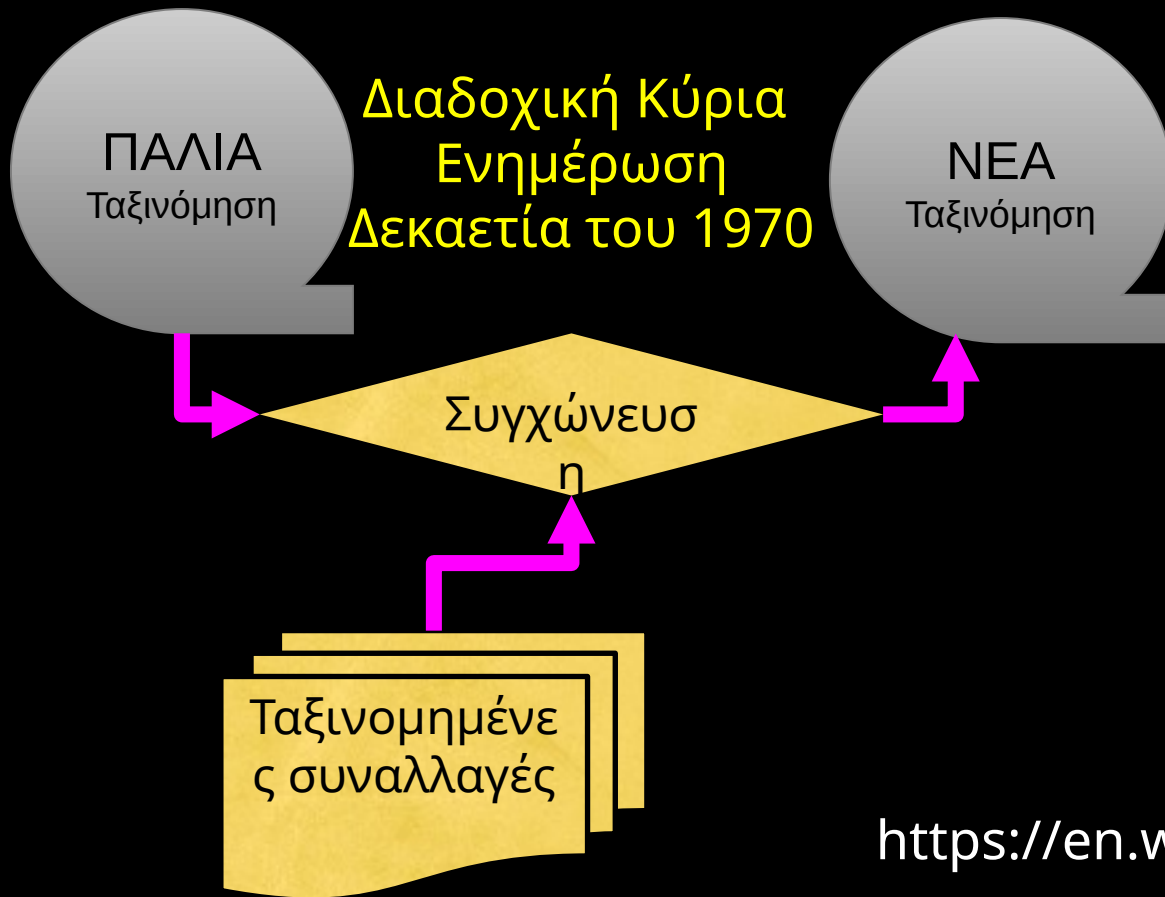 ΠΑΛΙΑ
Ταξινόμηση
Διαδοχική Κύρια
Ενημέρωση
Δεκαετία του 1970
ΝΕΑ
Ταξινόμηση
Συγχώνευσ
η
Ταξινομημένε
ς συναλλαγές
https://en.w